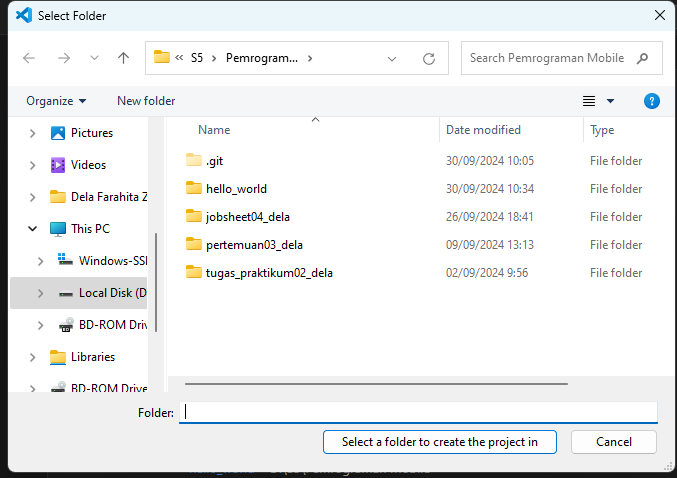 Select Folder
« S5 > Pemrogram... >
Search Pemrograman Mobile
Organize
New folder
?
Name
Date modified
Type
Pictures
Videos
Dela Farahita Z
This PC
Windows-SSD
Local Disk (D
BD-ROM Driv
Libraries
BD-ROM Drive
.git 30/09/2024 10:05 File folder
hello_world 30/09/2024 10:34 File folder
jobsheet04_dela 26/09/2024 18:41 File folder
pertemuan03_dela 09/09/2024 13:13 File folder
tugas_praktikum02_dela 02/09/2024 9:56 File folder
Folder:
Select a folder to create the project in
Cancel